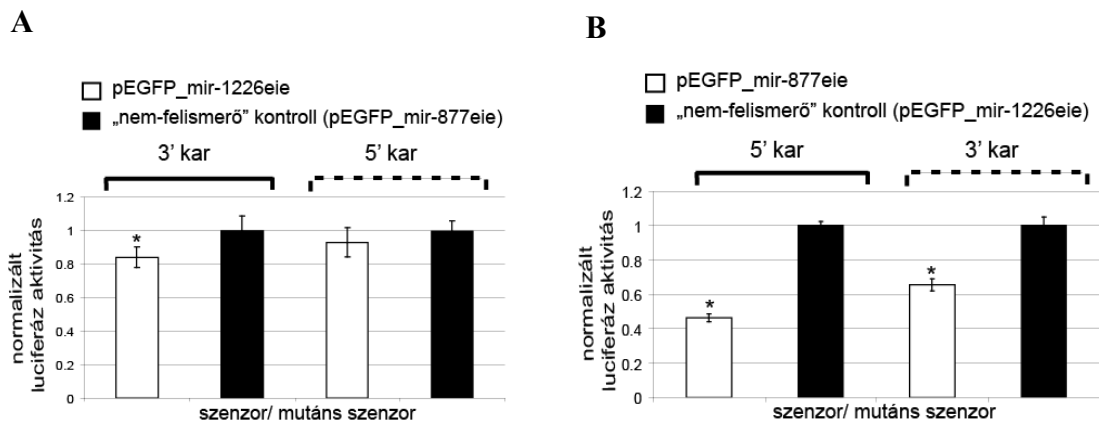 A
pEGFP_mir-1226eie
„nem-felismerő” kontroll (pEGFP_mir-877eie)
3’ kar
5’ kar
1.2
1
0.8
0.6
0.4
0.2
0
*
normalizált
luciferáz aktivitás
szenzor/ mutáns szenzor
B
pEGFP_mir-877eie
„nem-felismerő” kontroll (pEGFP_mir-1226eie)
5’ kar
3’ kar
1.2
1
0.8
0.6
0.4
0.2
0
*
*
normalizált
luciferáz aktivitás
szenzor/ mutáns szenzor